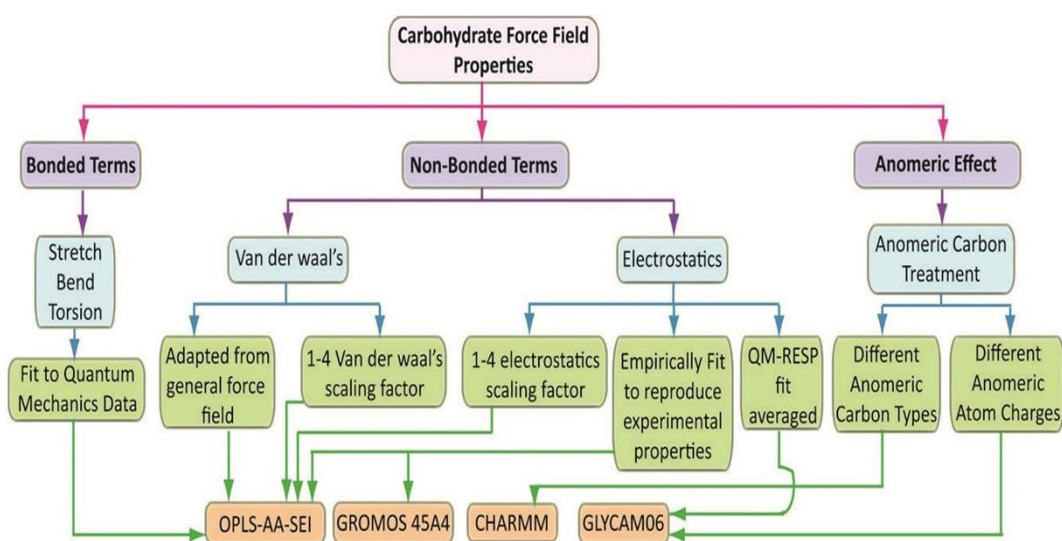 Carbohydrate Force Field
Properties
Bonded Terms
Non-Bonded Terms
Anomeric Effect
Stretch
Bend
Torsion
Van der waal's
Electrostatics
Anomeric Carbon
Treatment
Fit to Quantum
Mechanics Data
Adapted from
general force
field
1-4 Van der waal's
scaling factor
1-4 electrostatics
scaling factor
Empirically Fit
to reproduce
experimental
properties
QM-RESP
fit
averaged
Different
Anomeric
Carbon Types
Different
Anomeric
Atom Charges
OPLS-AA-SEI
GROMOS 45A4
CHARMM
GLYCAM06